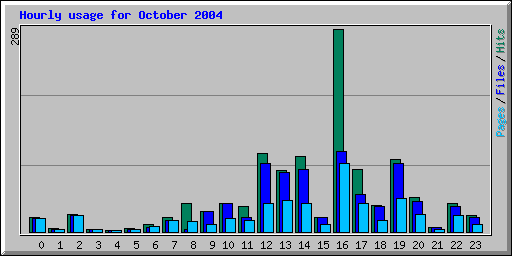 Hourly usage for October 2004
289
Pages/Files/Hits
0 1 2 3 4 5 6 7 8 9 10 11 12 13 14 15 16 17 18 19 20 21 22 23